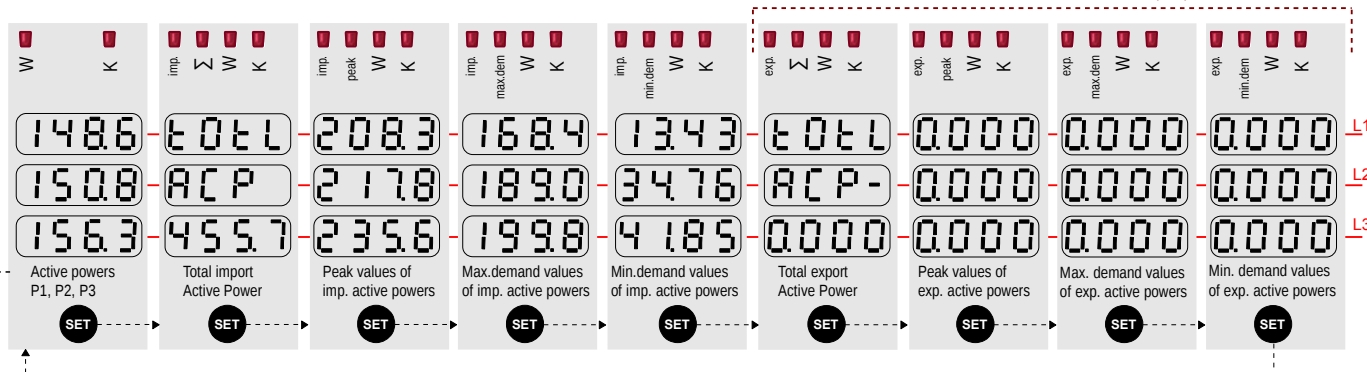 W K
imp. Σ W K
imp. peak W K
imp. max.dem W K
imp. min.dem W K
exp. Σ W K
exp. peak W K
exp. max.dem W K
exp. min.dem W K
148.6 tOtL 208.3 168.4 13.43 tOtL 0.000 0.000 0.000 L1
150.8 ACP 217.8 189.0 34.76 ACP- 0.000 0.000 0.000 L2
156.3 455.7 235.6 199.8 41.85 0.000 0.000 0.000 0.000 L3
Active powers
P1, P2, P3
Total import
Active Power
Peak values of
imp. active powers
Max.demand values
of imp. active powers
Min.demand values
of imp. active powers
Total export
Active Power
Peak values of
exp. active powers
Max. demand values
of exp. active powers
Min. demand values
of exp. active powers
SET SET SET SET SET SET SET SET SET